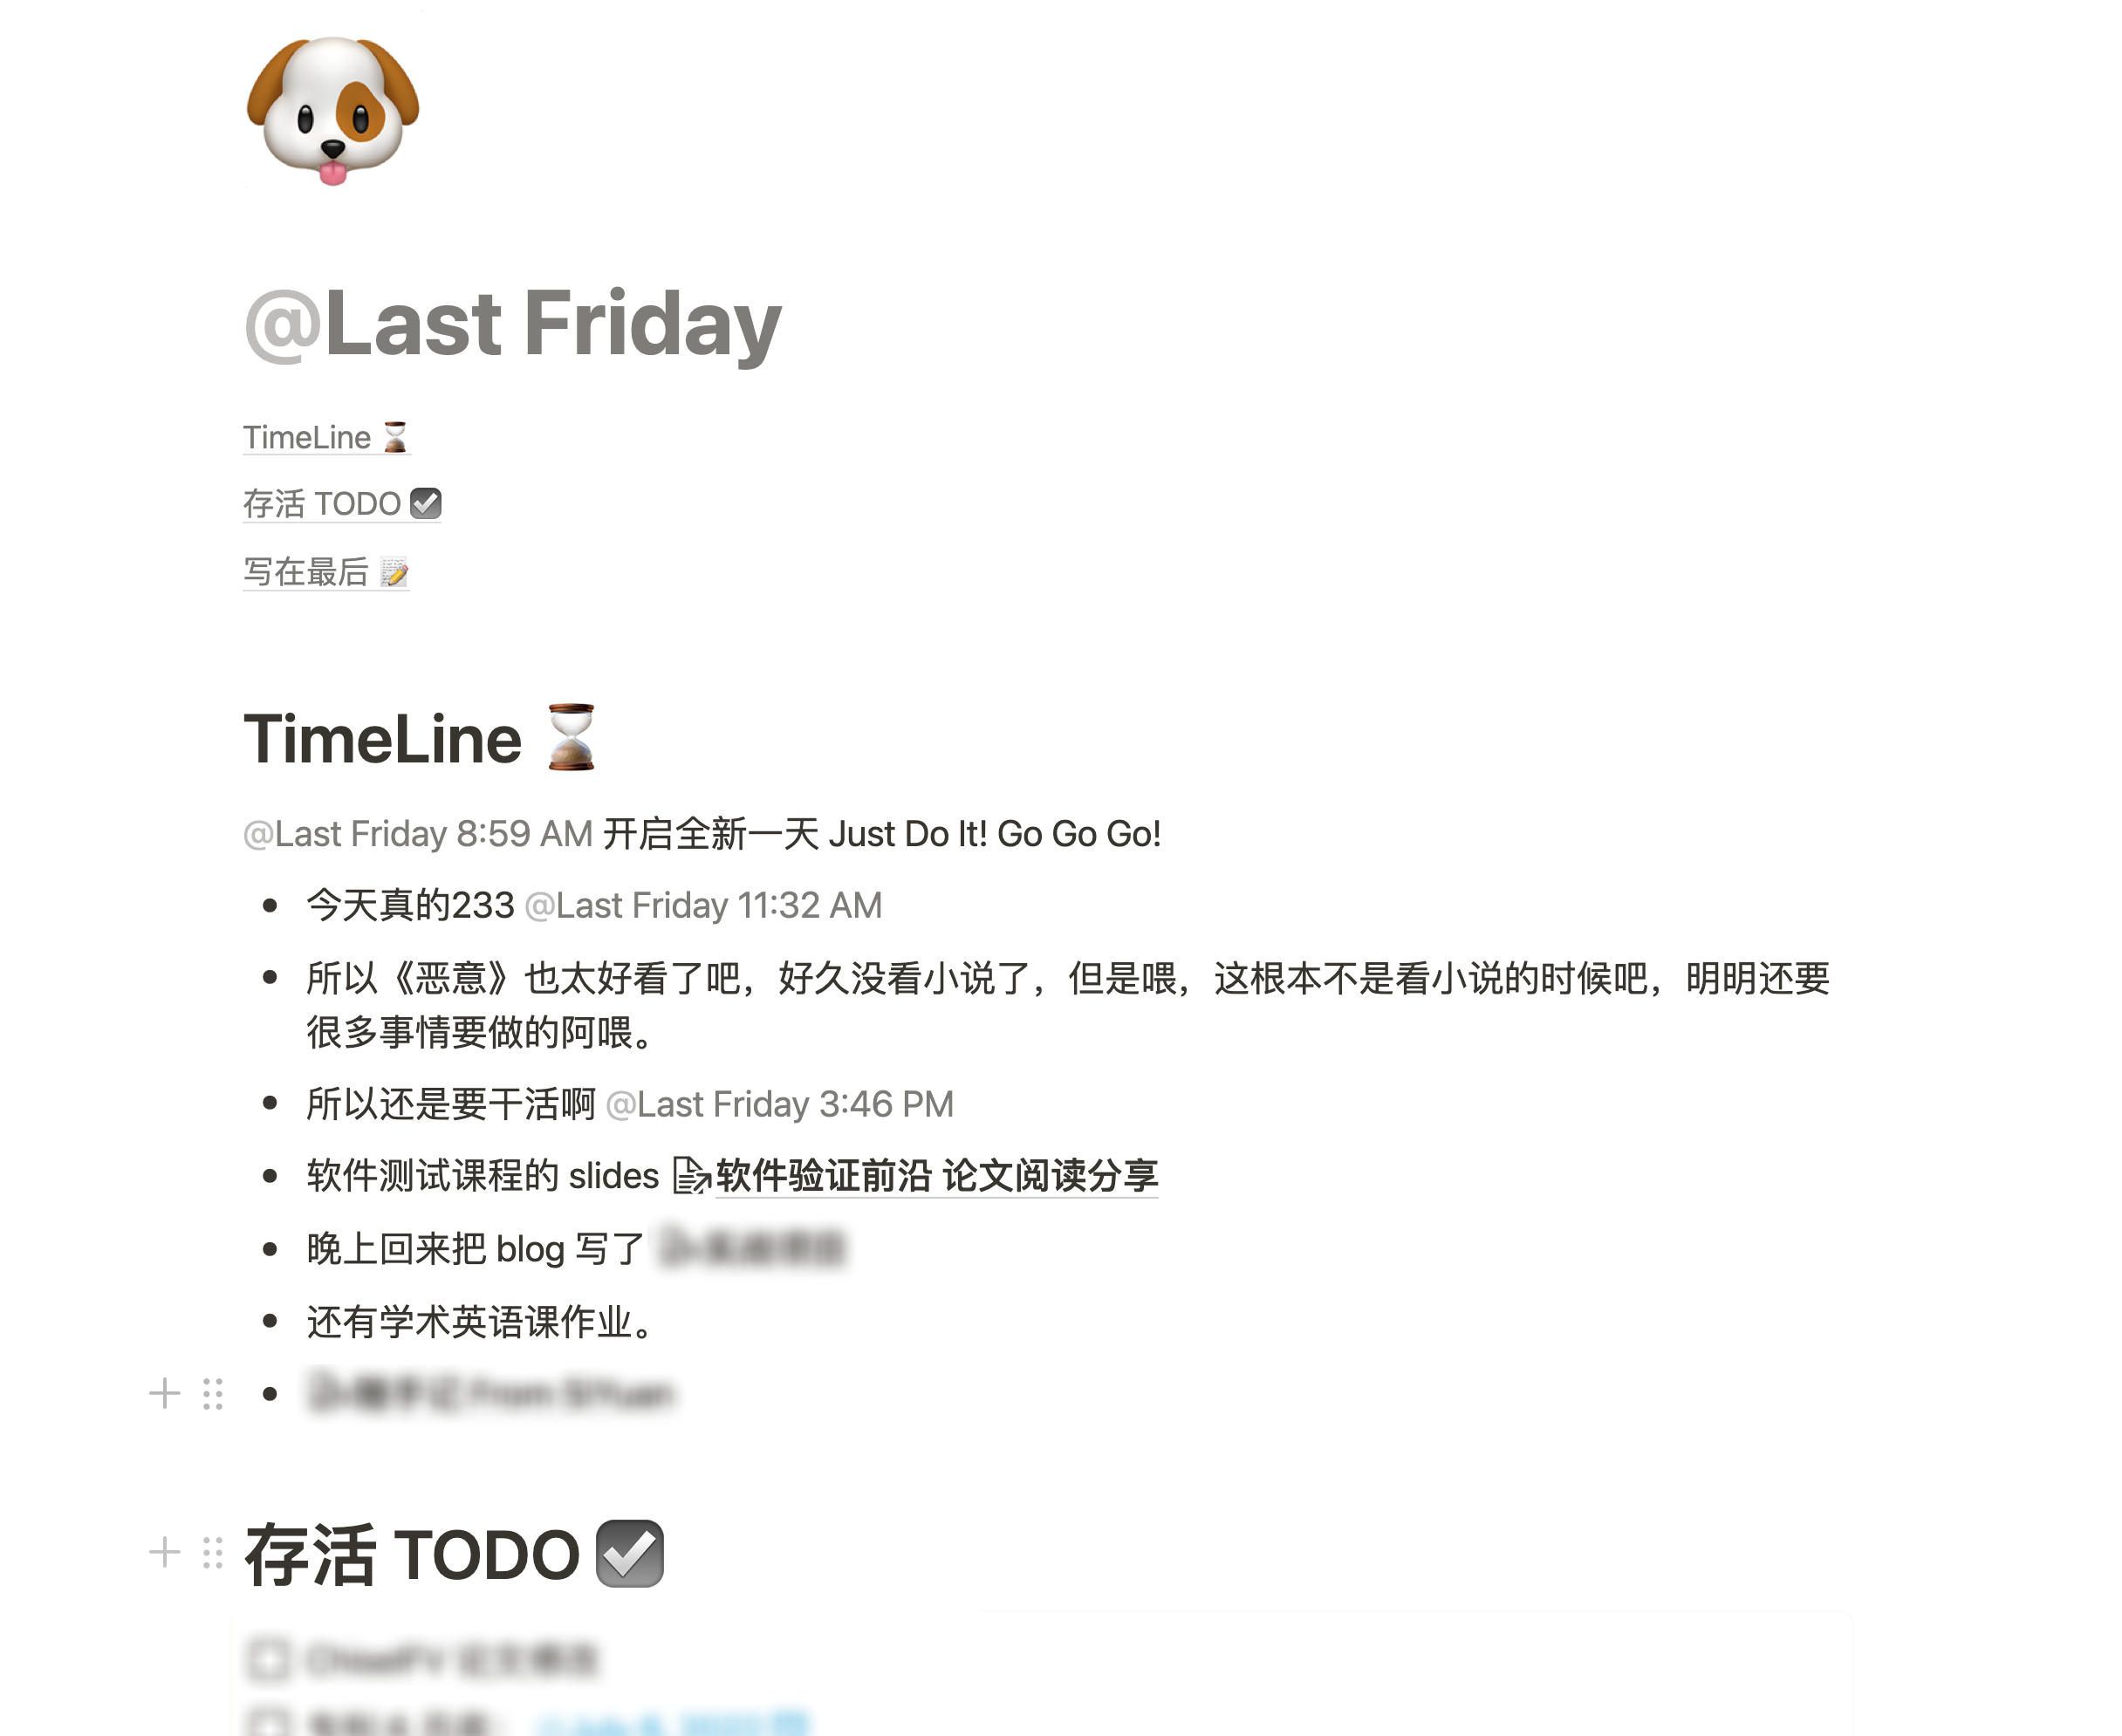 @Last Friday
TimeLine ⌛
存活 TODO ☑
写在最后 📝
TimeLine ⌛
@Last Friday 8:59 AM 开启全新一天 Just Do It! Go Go Go!
今天真的233 @Last Friday 11:32 AM
所以《恶意》也太好看了吧，好久没看小说了，但是喂，这根本不是看小说的时候吧，明明还要
很多事情要做的阿喂。
所以还是要干活啊 @Last Friday 3:46 PM
软件测试课程的 slides 软件验证前沿 论文阅读分享
晚上回来把 blog 写了
还有学术英语课作业。
存活 TODO ☑